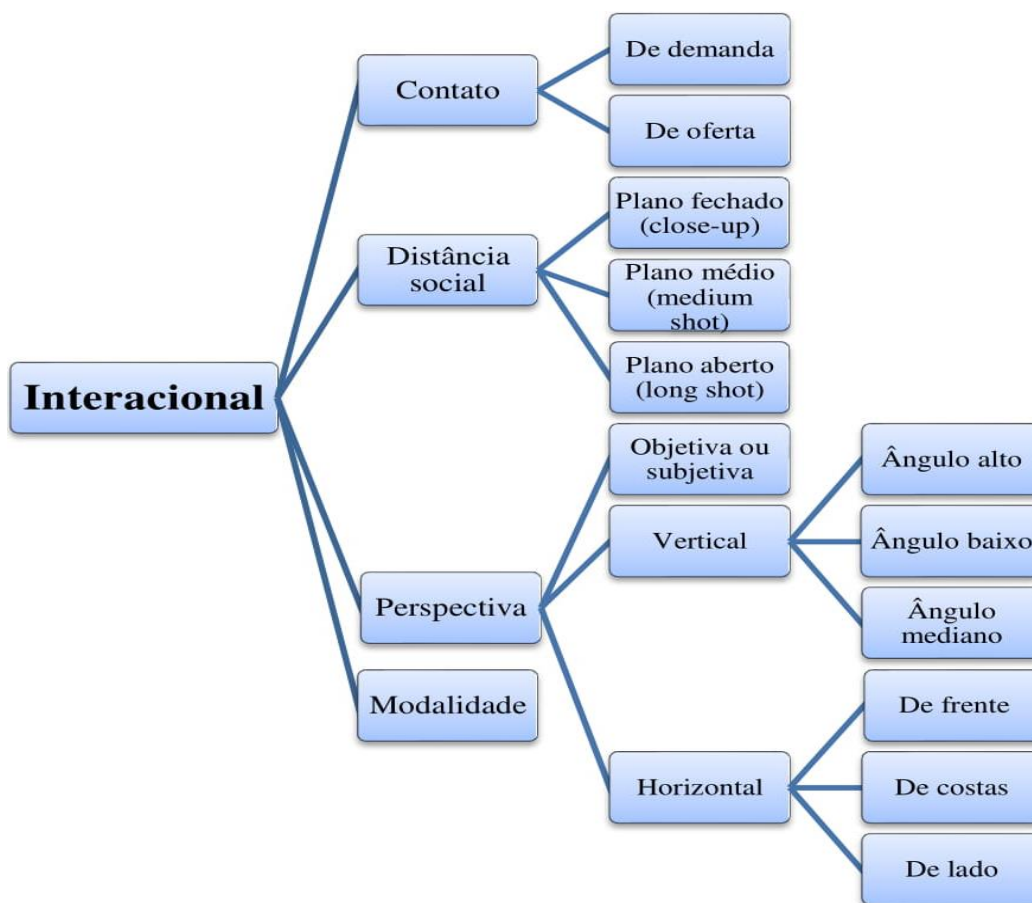 Interacional
Contato
De demanda
De oferta
Distância
social
Plano fechado
(close-up)
Plano médio
(medium
shot)
Plano aberto
(long shot)
Perspectiva
Objetiva ou
subjetiva
Vertical
Ângulo alto
Ângulo baixo
Ângulo
mediano
Horizontal
De frente
De costas
De lado
Modalidade